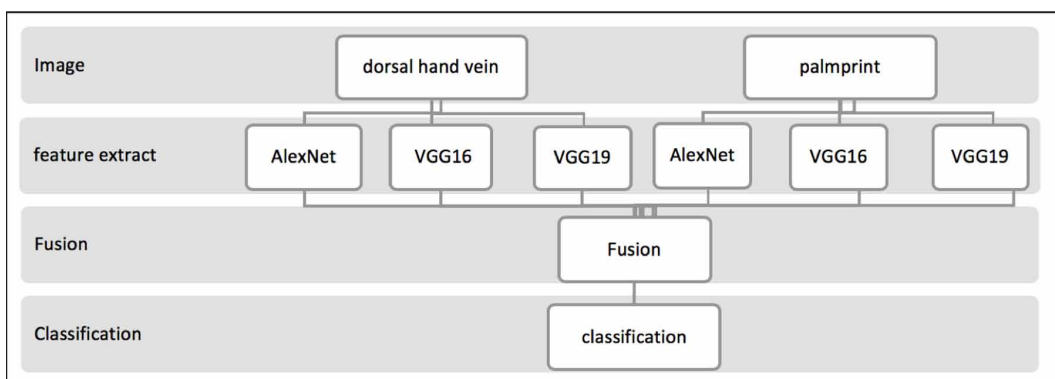 Image
dorsal hand vein
palmprint
feature extract
AlexNet
VGG16
VGG19
AlexNet
VGG16
VGG19
Fusion
Fusion
Classification
classification